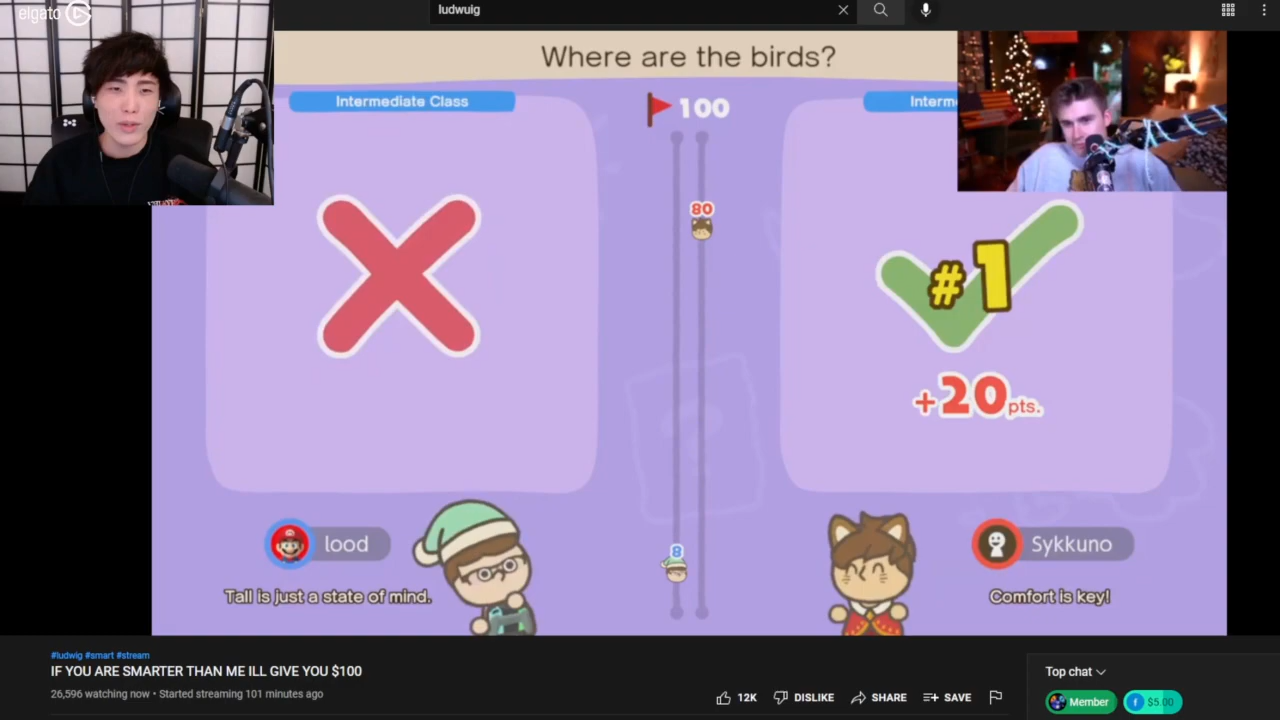 elgato
ludwuig
Where are the birds?
Intermediate Class
100
Interm
80
#1
+20pts.
lood
8
Sykkuno
Tall is just a state of mind.
Comfort is key!
#ludwig #smart #stream
IF YOU ARE SMARTER THAN ME ILL GIVE YOU $100
26,596 watching now • Started streaming 101 minutes ago
12K DISLIKE SHARE SAVE
Top chat
Member $5.00